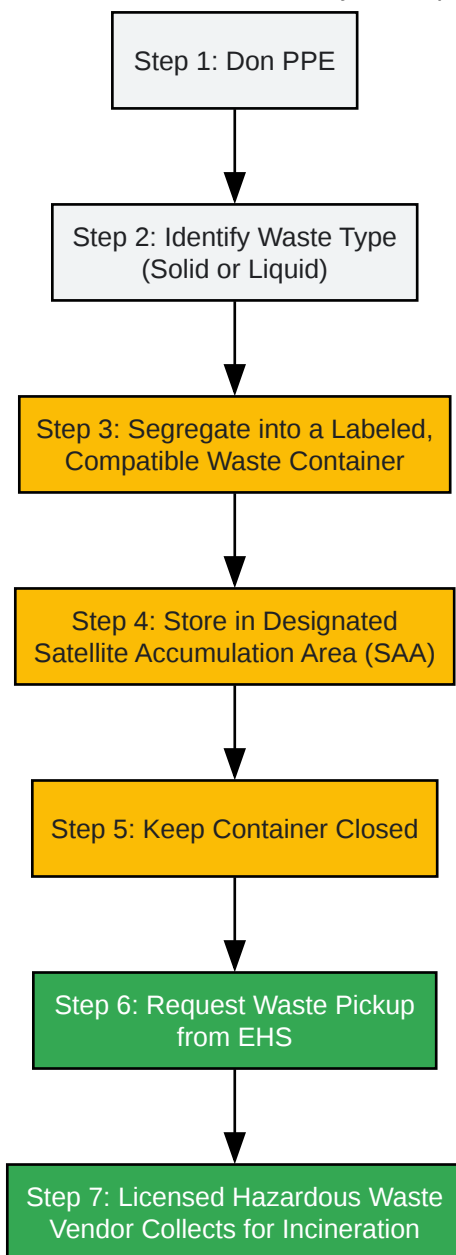 Step 1: Don PPE
Step 2: Identify Waste Type
(Solid or Liquid)
Step 3: Segregate into a Labeled,
Compatible Waste Container
Step 4: Store in Designated
Satellite Accumulation Area (SAA)
Step 5: Keep Container Closed
Step 6: Request Waste Pickup
from EHS
Step 7: Licensed Hazardous Waste
Vendor Collects for Incineration